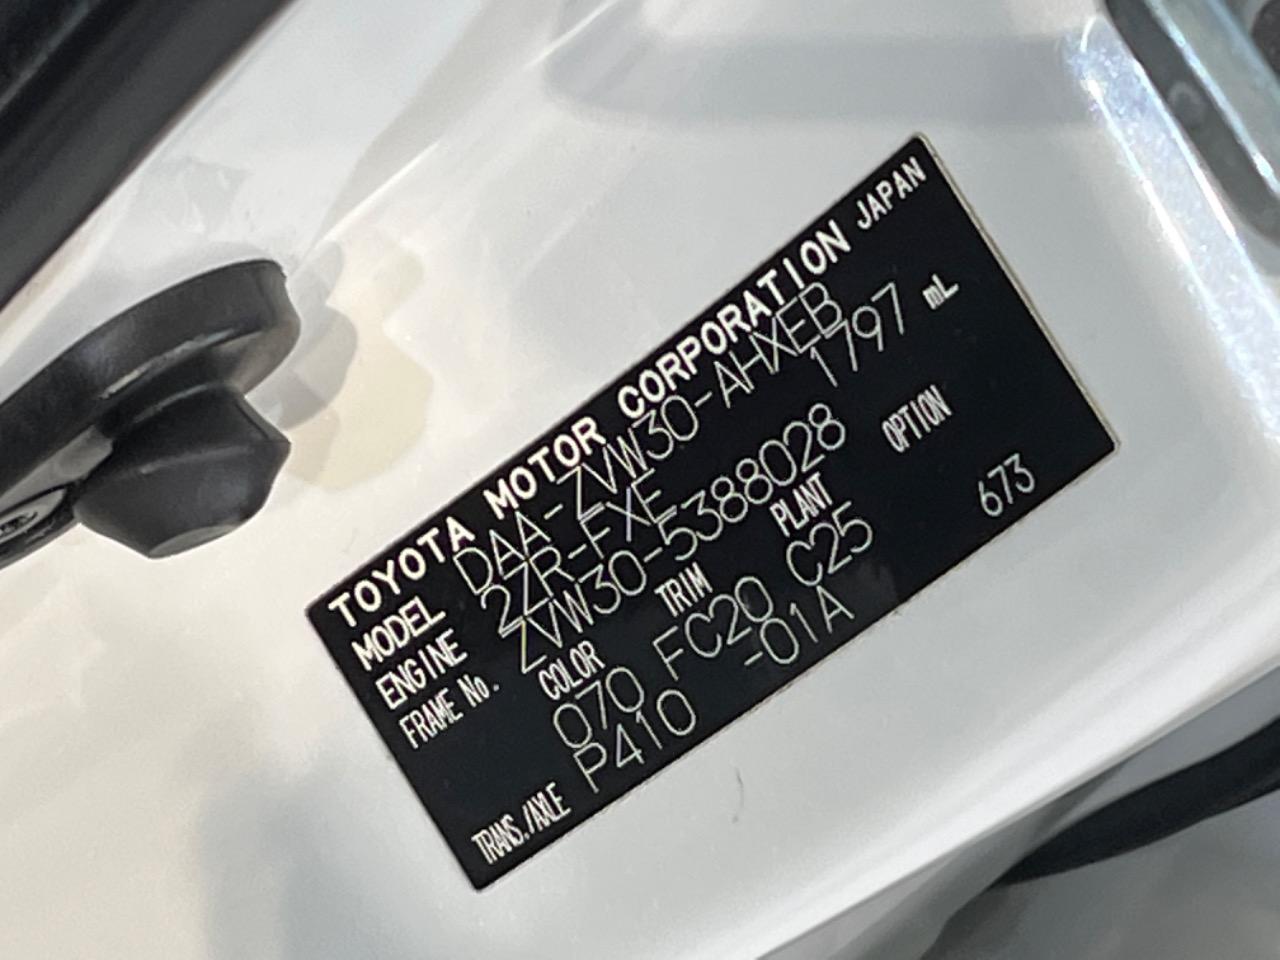 TOYOTA MOTOR CORPORATION JAPAN
MODEL DAA-ZVW30-AHXEB
ENGINE 2ZR-FXE 1797 mL
FRAME No. ZVW30-5388028
COLOR TRIM PLANT OPTION
070 FC20 C25 673
TRANS./AXLE P410 -01A